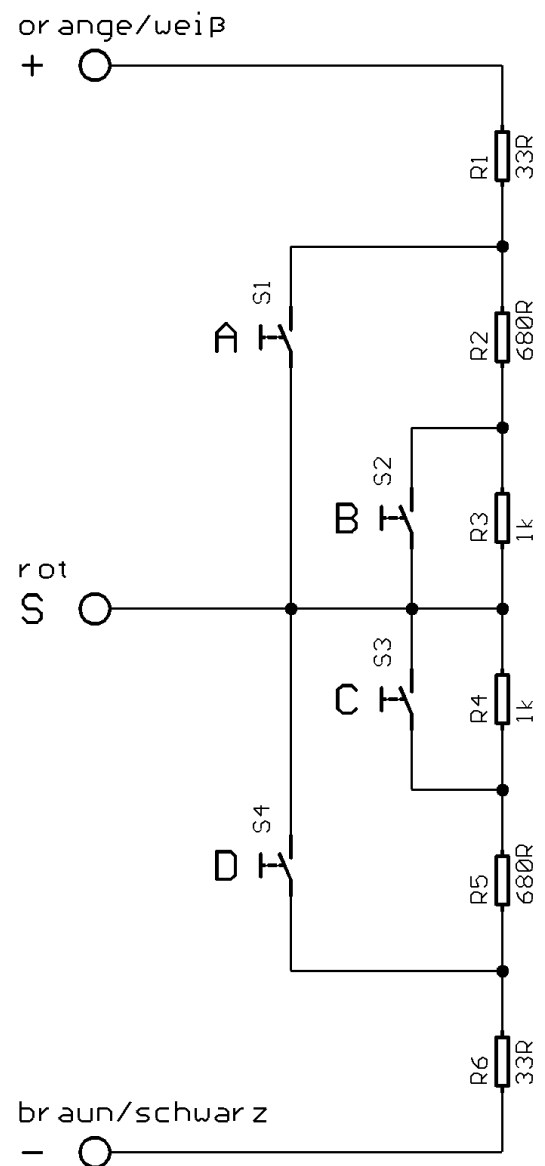 orange/weiß
+
R1 33R
S1
A
R2 680R
S2
B
R3 1k
rot
S
S3
C
R4 1k
S4
D
R5 680R
R6 33R
braun/schwarz
-